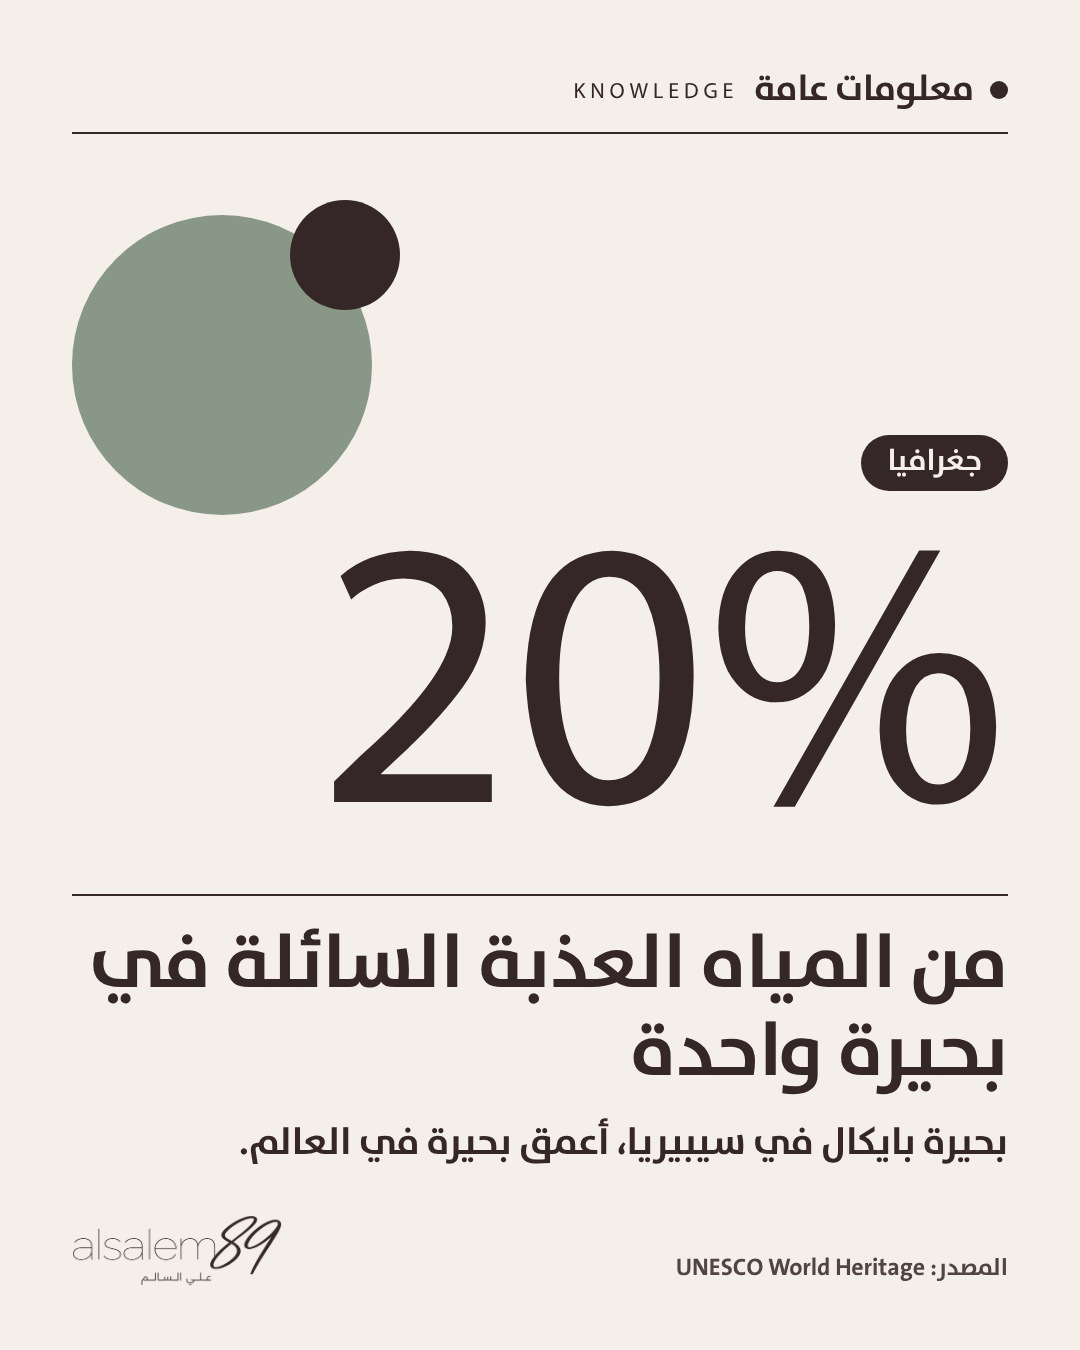 معلومات عامة KNOWLEDGE
جغرافيا
20%
من المياه العذبة السائلة في
بحيرة واحدة
بحيرة بايكال في سيبيريا، أعمق بحيرة في العالم.
المصدر: UNESCO World Heritage
alsalem89
علي السالم